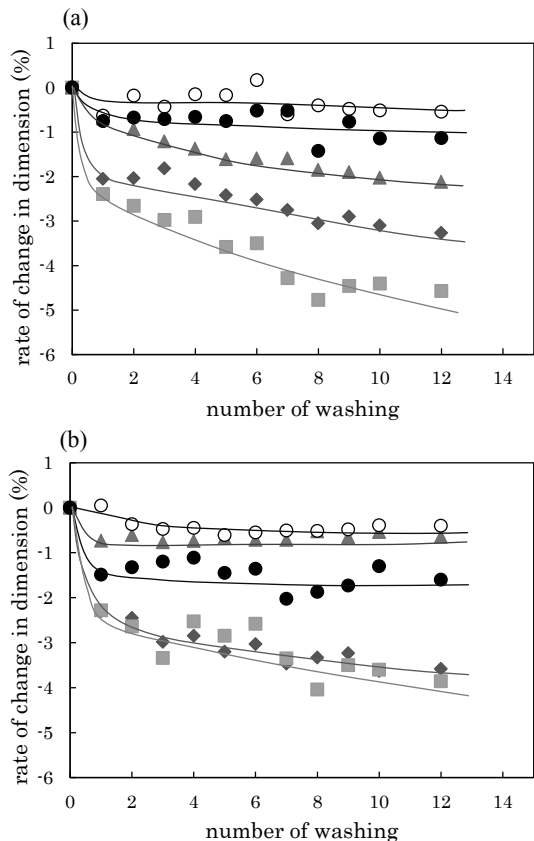 (a)
rate of change in dimension (%)
1
0
-1
-2
-3
-4
-5
-6
0 2 4 6 8 10 12 14
number of washing
(b)
rate of change in dimension (%)
1
0
-1
-2
-3
-4
-5
-6
0 2 4 6 8 10 12 14
number of washing